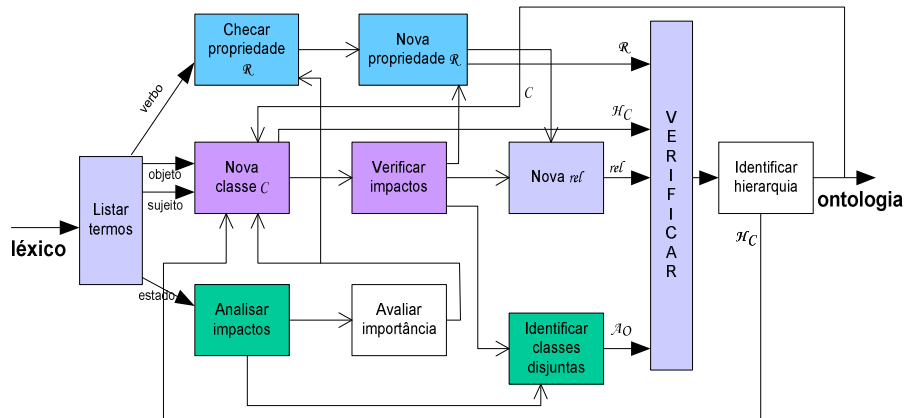 Checar
propriedade
R
Nova
propriedade R
R
verbo
C
H_C
V
E
R
I
F
I
C
A
R
objeto
sujeito
Nova
classe C
Verificar
impactos
Nova rel
rel
Identificar
hierarquia
Listar
termos
léxico
ontologia
H_C
estado
Analisar
impactos
Avaliar
importância
Identificar
classes
disjuntas
A_O